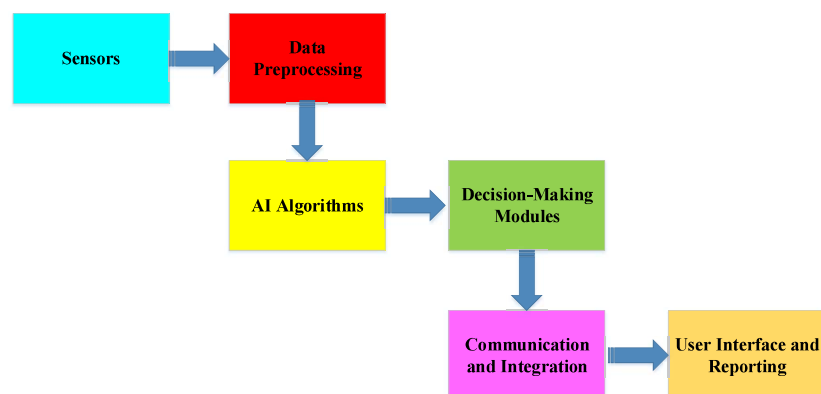 Sensors
Data
Preprocessing
AI Algorithms
Decision-Making
Modules
Communication
and Integration
User Interface and
Reporting